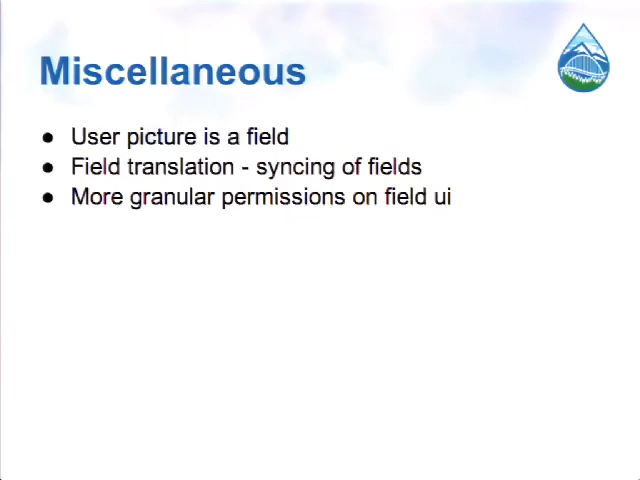 Miscellaneous
● User picture is a field
● Field translation - syncing of fields
● More granular permissions on field ui